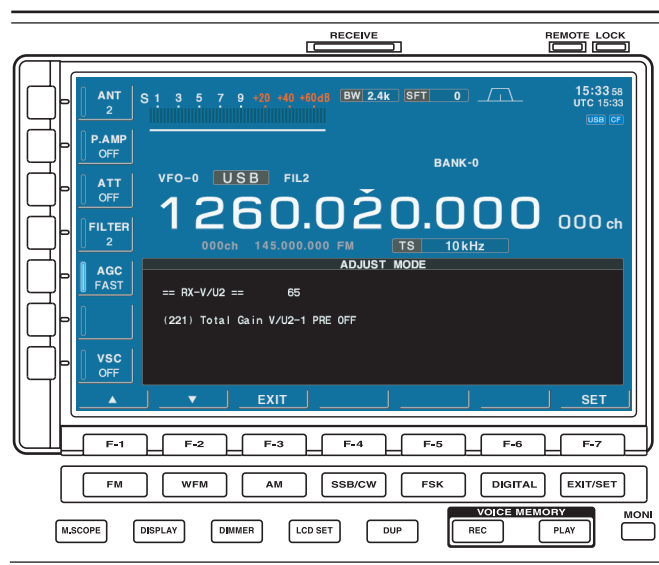 RECEIVE
REMOTE LOCK
ANT
2
S 1 3 5 7 9 +20 +40 +60dB
BW 2.4k
SFT 0
15:33 58
UTC 15:33
USB CF
P.AMP
OFF
BANK-0
ATT
OFF
VFO-0 USB FIL2
1260.020.000 000 ch
FILTER
2
000ch 145.000.000 FM
TS 10kHz
ADJUST MODE
AGC
FAST
== RX-V/U2 == 65
(221) Total Gain V/U2-1 PRE OFF
VSC
OFF
▲ ▼ EXIT SET
F-1 F-2 F-3 F-4 F-5 F-6 F-7
FM WFM AM SSB/CW FSK DIGITAL EXIT/SET
VOICE MEMORY
MONI
M.SCOPE DISPLAY DIMMER LCD SET DUP REC PLAY